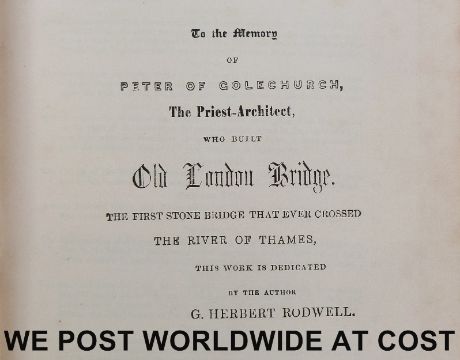 To the Memory
OF
PETER OF COLECHURCH,
The Priest-Architect,
WHO BUILT
Old London Bridge.
THE FIRST STONE BRIDGE THAT EVER CROSSED
THE RIVER OF THAMES,
THIS WORK IS DEDICATED
BY THE AUTHOR
G. HERBERT RODWELL.
WE POST WORLDWIDE AT COST